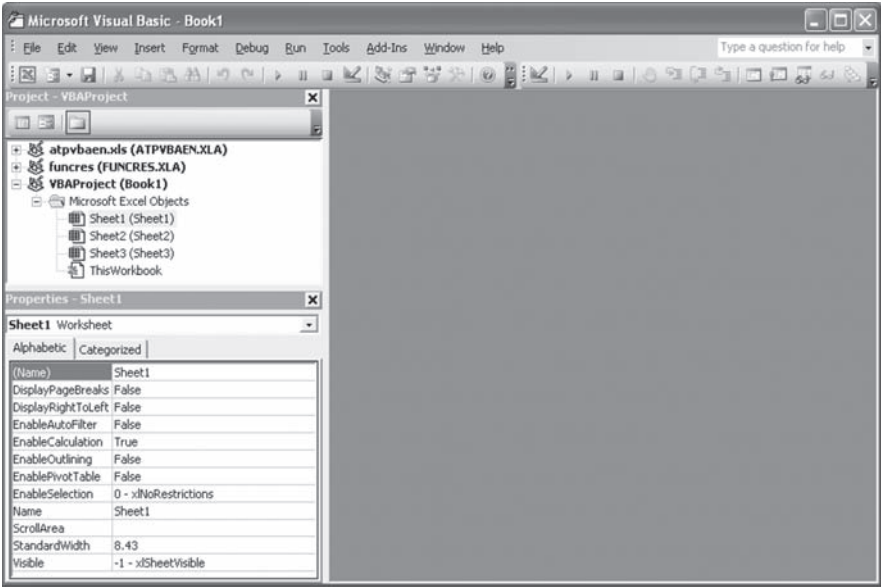 Microsoft Visual Basic - Book1
File Edit View Insert Format Debug Run Tools Add-Ins Window Help Type a question for help
Project - VBAProject
atpvbaen.xls (ATPVBAEN.XLA)
funcres (FUNCRES.XLA)
VBAProject (Book1)
Microsoft Excel Objects
Sheet1 (Sheet1)
Sheet2 (Sheet2)
Sheet3 (Sheet3)
ThisWorkbook
Properties - Sheet1
Sheet1 Worksheet
Alphabetic Categorized
(Name) Sheet1
DisplayPageBreaks False
DisplayRightToLeft False
EnableAutoFilter False
EnableCalculation True
EnableOutlining False
EnablePivotTable False
EnableSelection 0 - xlNoRestrictions
Name Sheet1
ScrollArea
StandardWidth 8.43
Visible -1 - xlSheetVisible